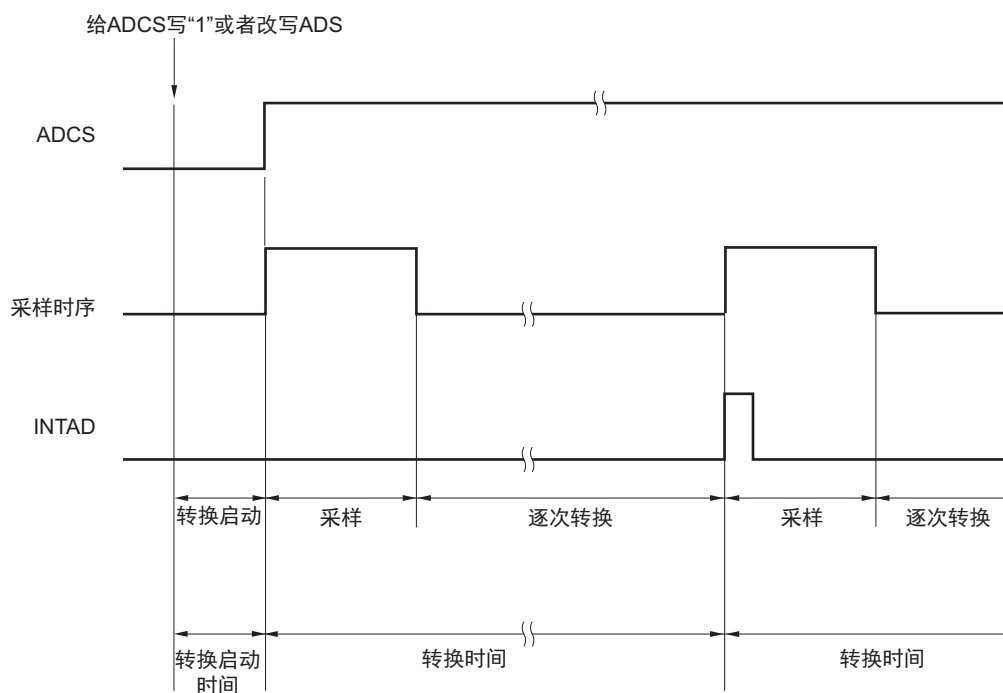 给ADCS写“1”或者改写ADS
ADCS
采样时序
INTAD
转换启动 采样 逐次转换 采样 逐次转换
转换启动时间 转换时间 转换时间